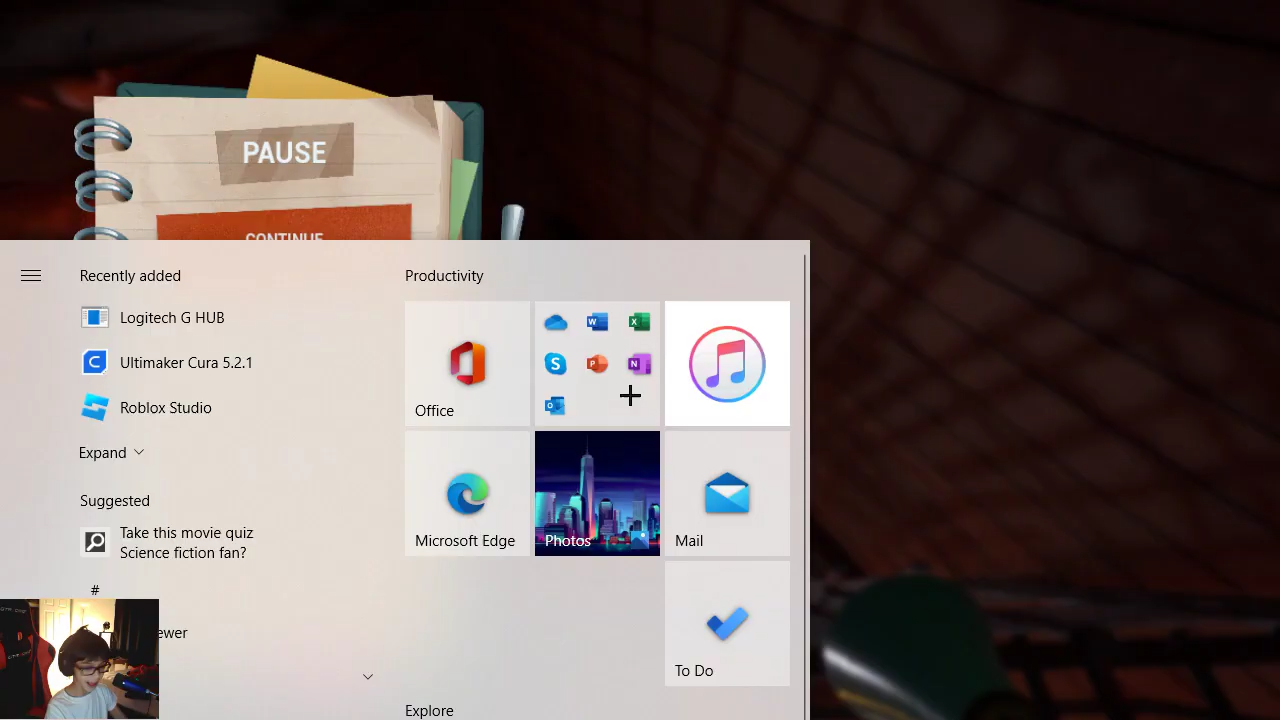 PAUSE
CONTINUE
Recently added
Productivity
Logitech G HUB
Ultimaker Cura 5.2.1
Roblox Studio
Office
Expand
Suggested
Take this movie quiz
Science fiction fan?
Microsoft Edge
Photos
Mail
#
ewer
To Do
Explore